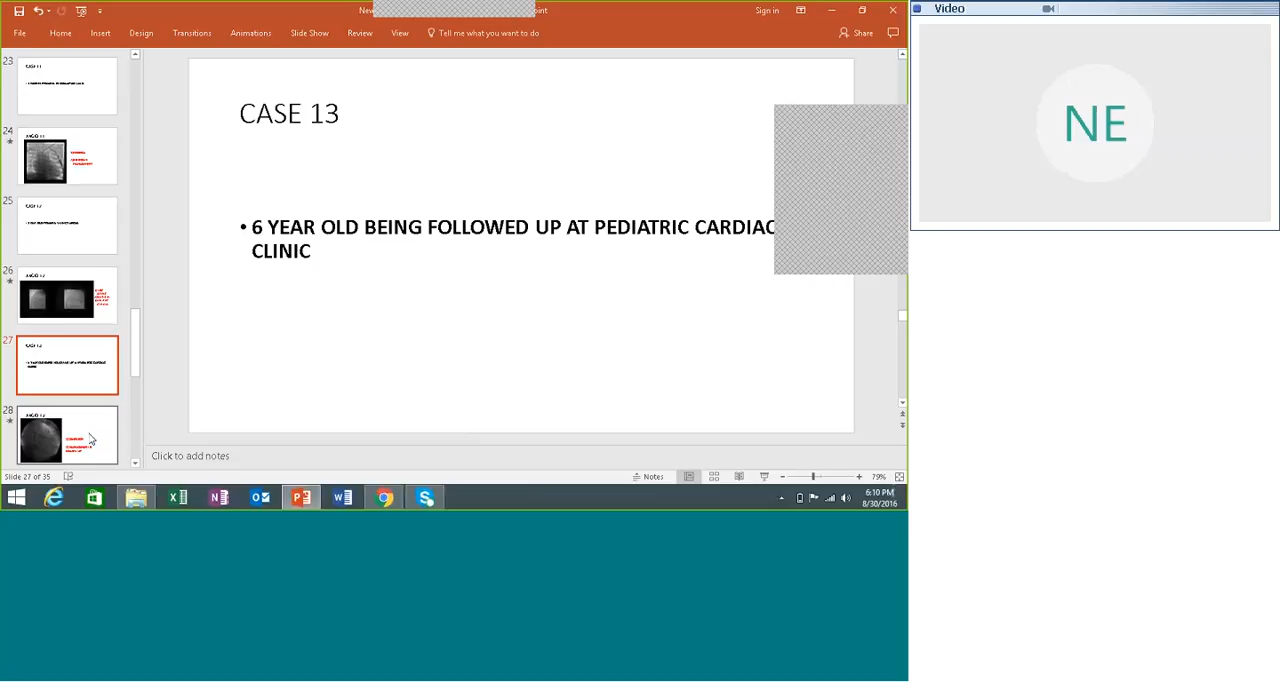 New
oint
Sign in
File
Home
Insert
Design
Transitions
Animations
Slide Show
Review
View
Tell me what you want to do
Share
23
24
25
26
27
28
CASE 13
• 6 YEAR OLD BEING FOLLOWED UP AT PEDIATRIC CARDIAC
CLINIC
Click to add notes
Slide 27 of 35
Notes
79%
6:10 PM
8/30/2016
Video
NE